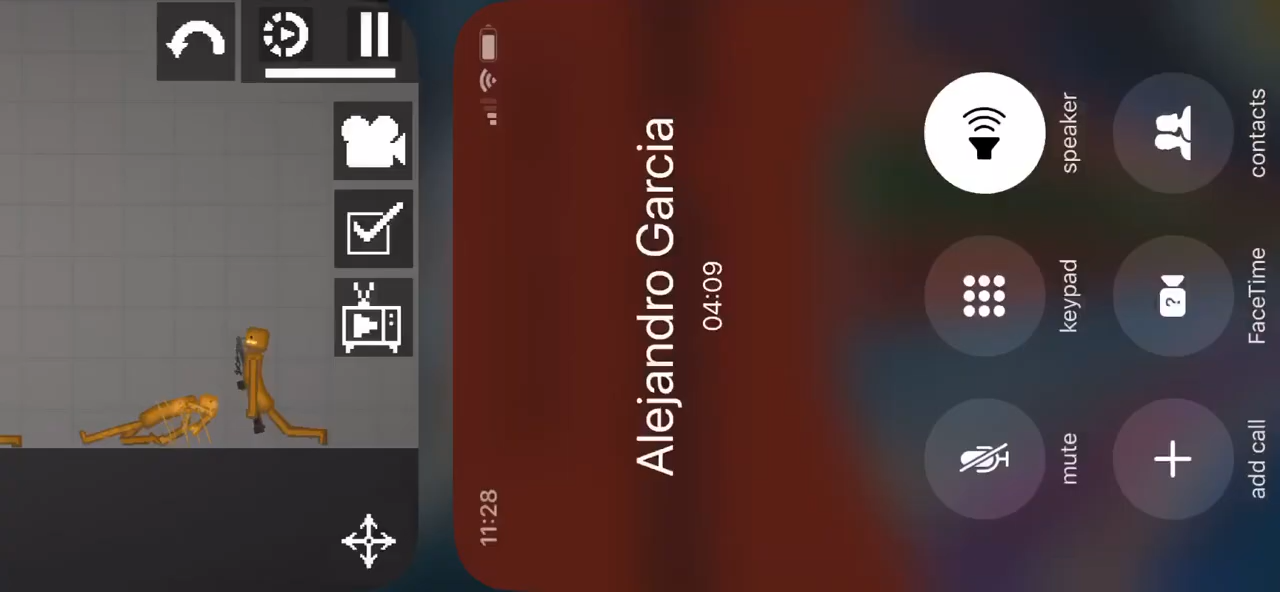 11:28
Alejandro Garcia
04:09
mute
keypad
speaker
add call
FaceTime
contacts